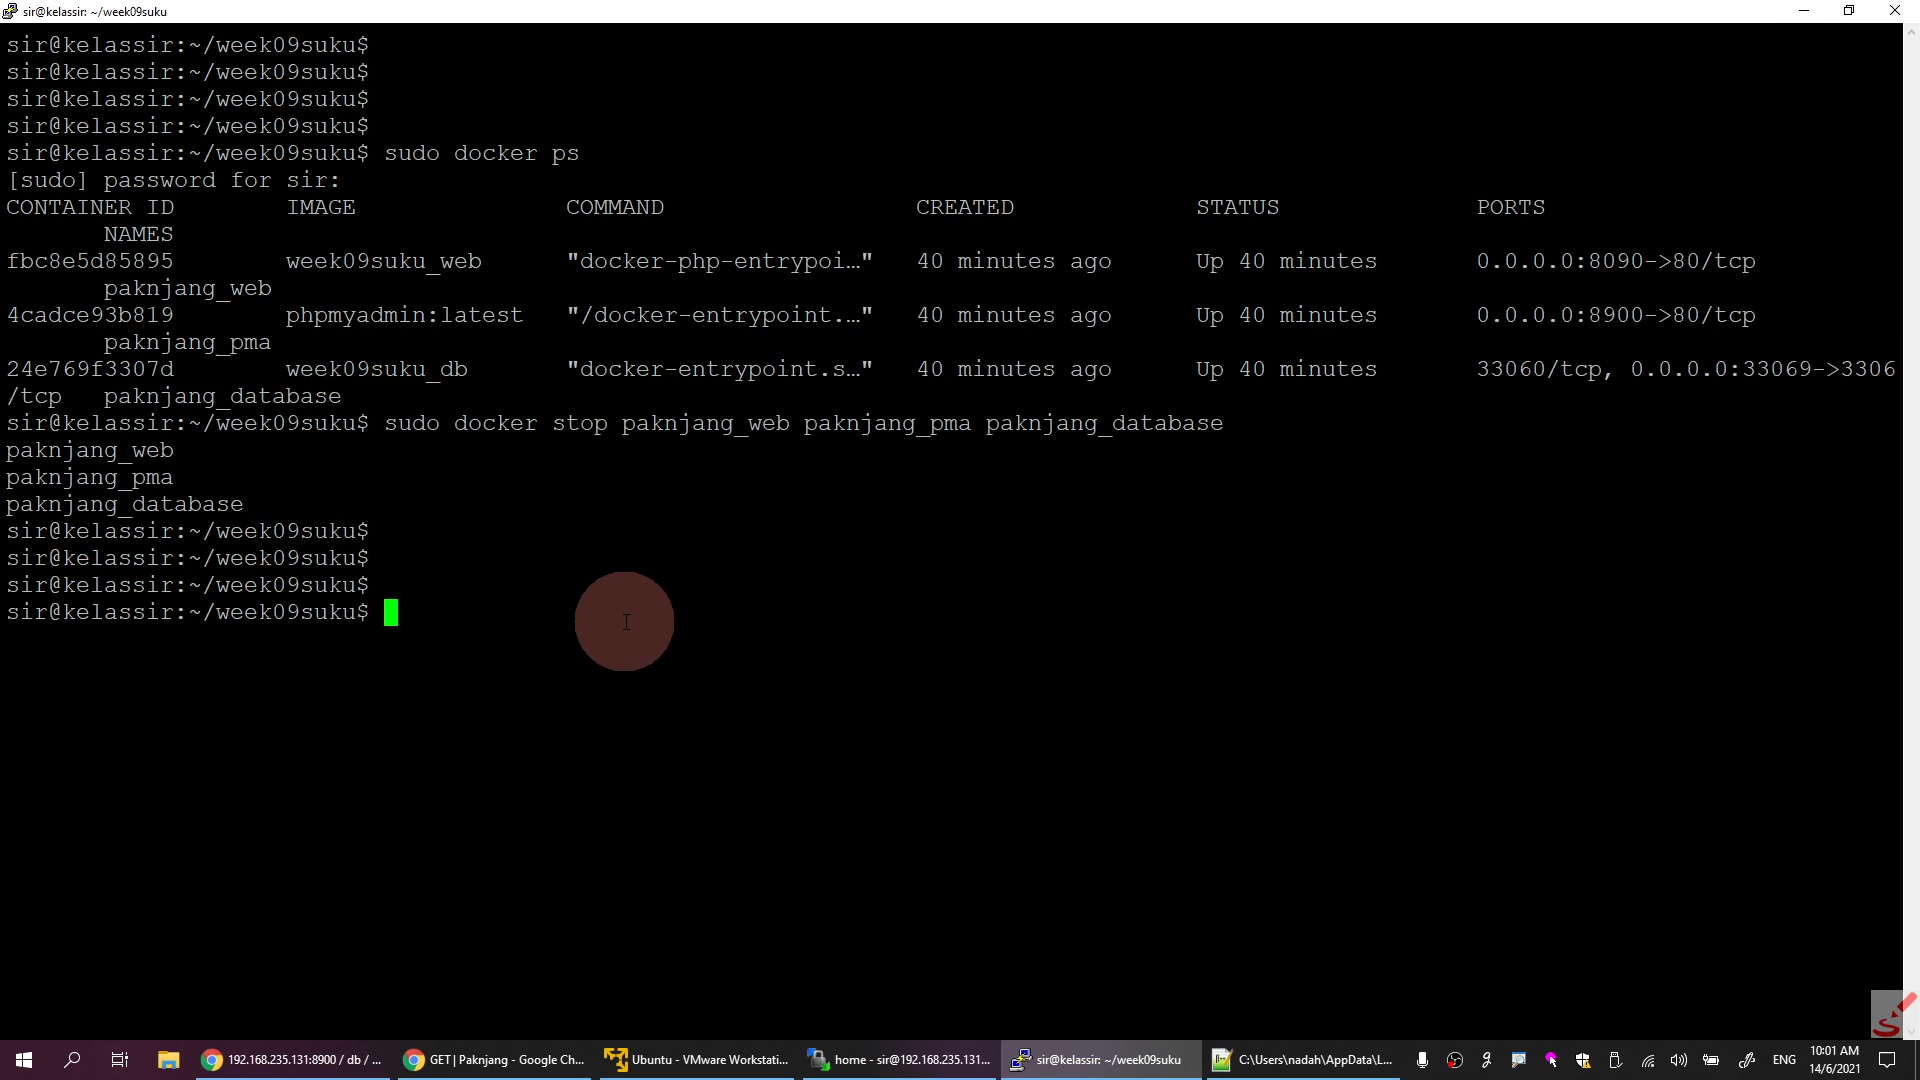 sir@kelassir: ~/week09suku
sir@kelassir:~/week09suku$
sir@kelassir:~/week09suku$
sir@kelassir:~/week09suku$
sir@kelassir:~/week09suku$
sir@kelassir:~/week09suku$ sudo docker ps
[sudo] password for sir:
CONTAINER ID IMAGE COMMAND CREATED STATUS PORTS
NAMES
fbc8e5d85895 week09suku_web "docker-php-entrypoi…" 40 minutes ago Up 40 minutes 0.0.0.0:8090->80/tcp
paknjang_web
4cadce93b819 phpmyadmin:latest "/docker-entrypoint.…" 40 minutes ago Up 40 minutes 0.0.0.0:8900->80/tcp
paknjang_pma
24e769f3307d week09suku_db "docker-entrypoint.s…" 40 minutes ago Up 40 minutes 33060/tcp, 0.0.0.0:33069->3306
/tcp paknjang_database
sir@kelassir:~/week09suku$ sudo docker stop paknjang_web paknjang_pma paknjang_database
paknjang_web
paknjang_pma
paknjang_database
sir@kelassir:~/week09suku$
sir@kelassir:~/week09suku$
sir@kelassir:~/week09suku$
sir@kelassir:~/week09suku$
192.168.235.131:8900 / db / ... GET | Paknjang - Google Ch... Ubuntu - VMware Workstati... home - sir@192.168.235.131... sir@kelassir: ~/week09suku C:\Users\nadah\AppData\L... ENG 10:01 AM
14/6/2021